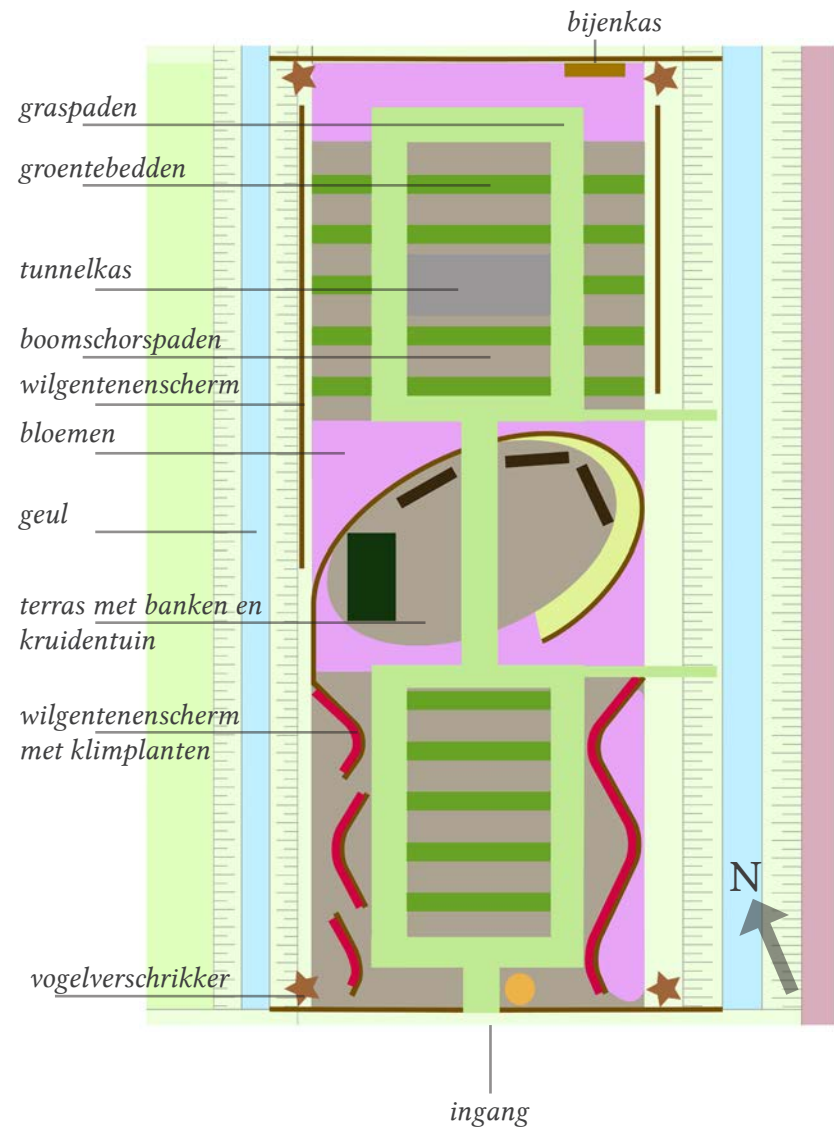 bijenkas
graspaden
groentebedden
tunnelkas
boomschorspaden
wilgentenenscherm
bloemen
geul
terras met banken en
kruidentuin
wilgentenenscherm
met klimplanten
N
vogelverschrikker
ingang